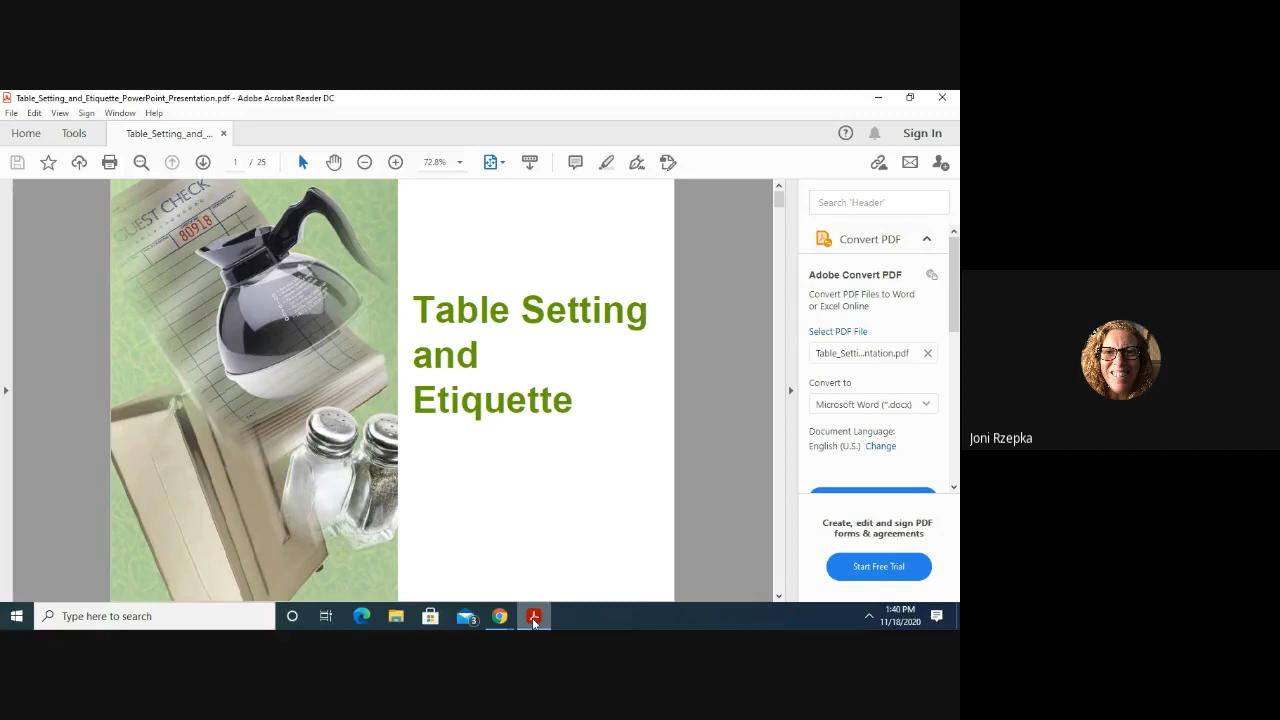 Table_Setting_and_Etiquette_PowerPoint_Presentation.pdf - Adobe Acrobat Reader DC
File Edit View Sign Window Help
Home Tools Table_Setting_and_... × Sign In
1 / 25 72.8%
GUEST CHECK
80918
Table Setting
and
Etiquette
Search 'Header'
Convert PDF
Adobe Convert PDF
Convert PDF Files to Word
or Excel Online
Select PDF File
Table_Setti...ntation.pdf
Convert to
Microsoft Word (*.docx)
Document Language:
English (U.S.) Change
Create, edit and sign PDF
forms & agreements
Start Free Trial
Joni Rzepka
Type here to search
3
1:40 PM
11/18/2020